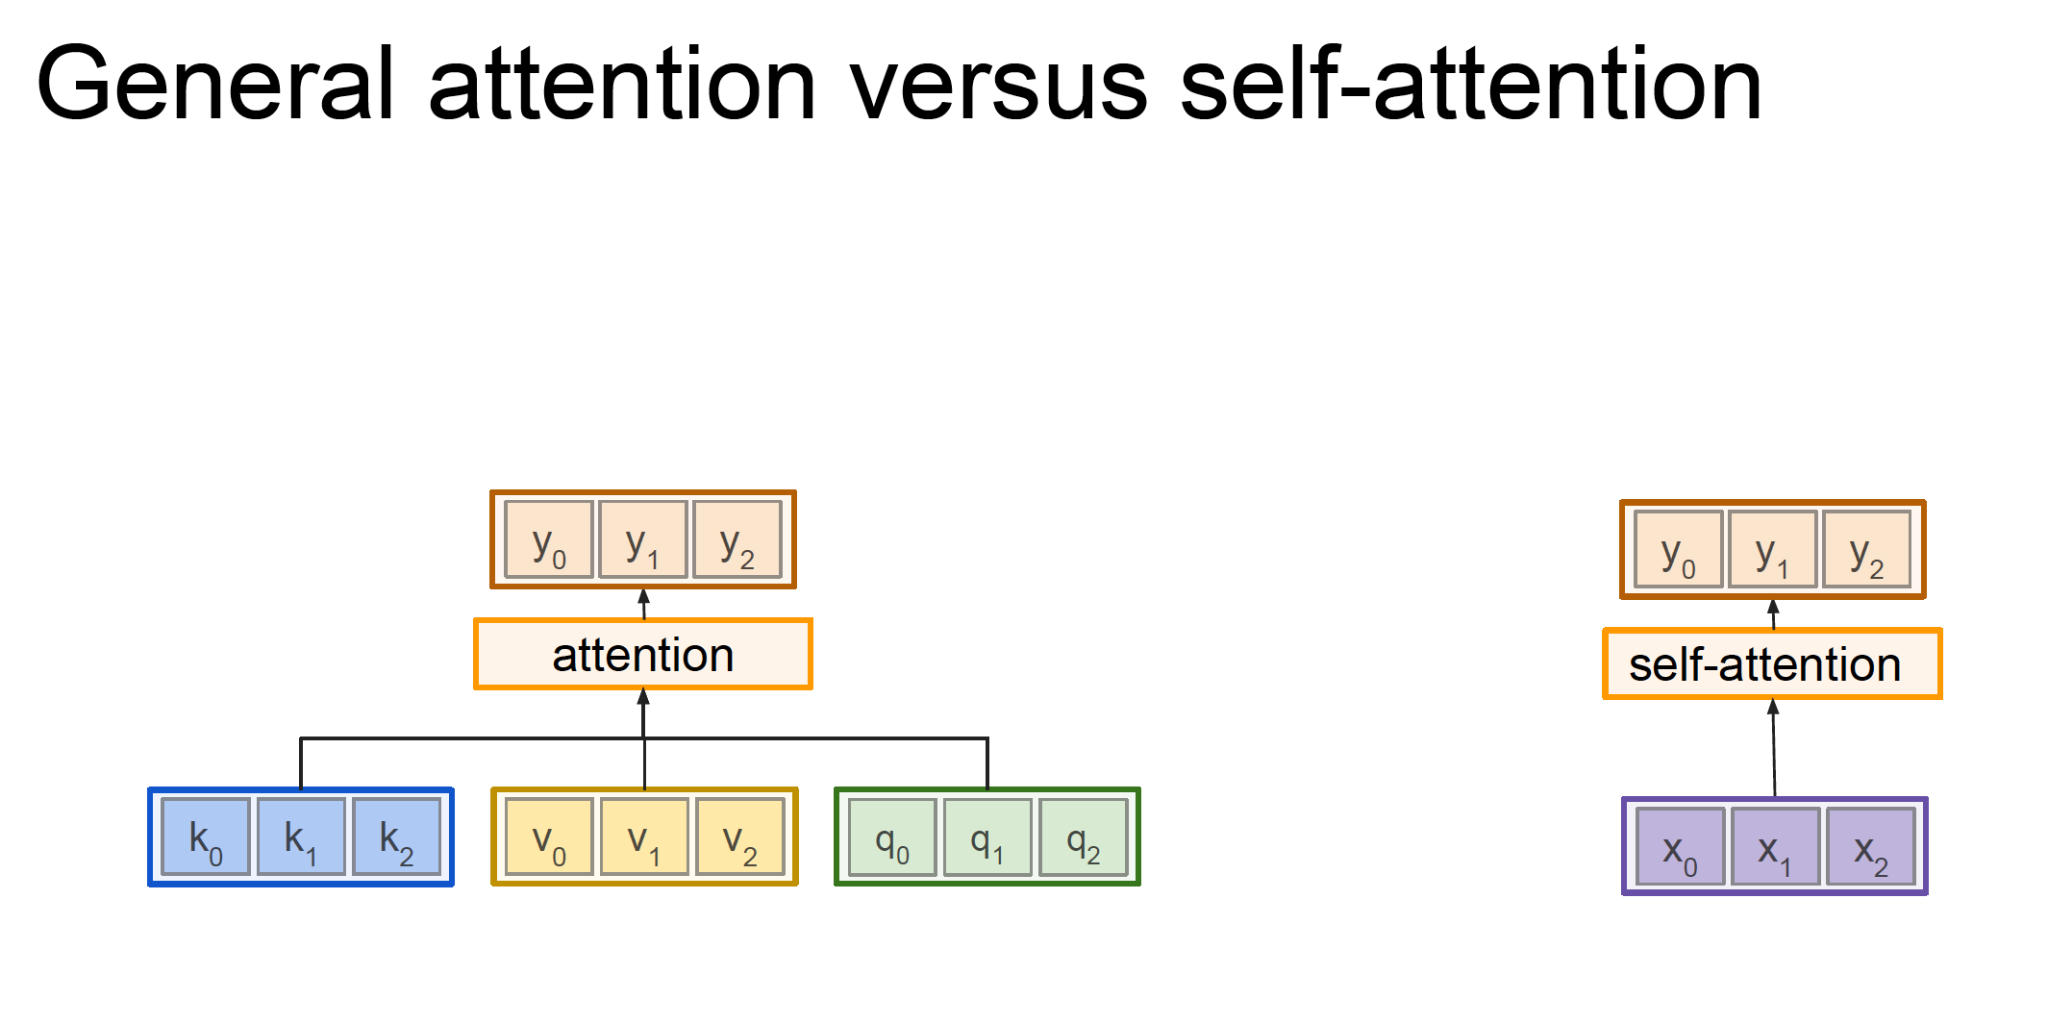 General attention versus self-attention
y0 y1 y2
attention
k0 k1 k2 v0 v1 v2 q0 q1 q2
y0 y1 y2
self-attention
x0 x1 x2